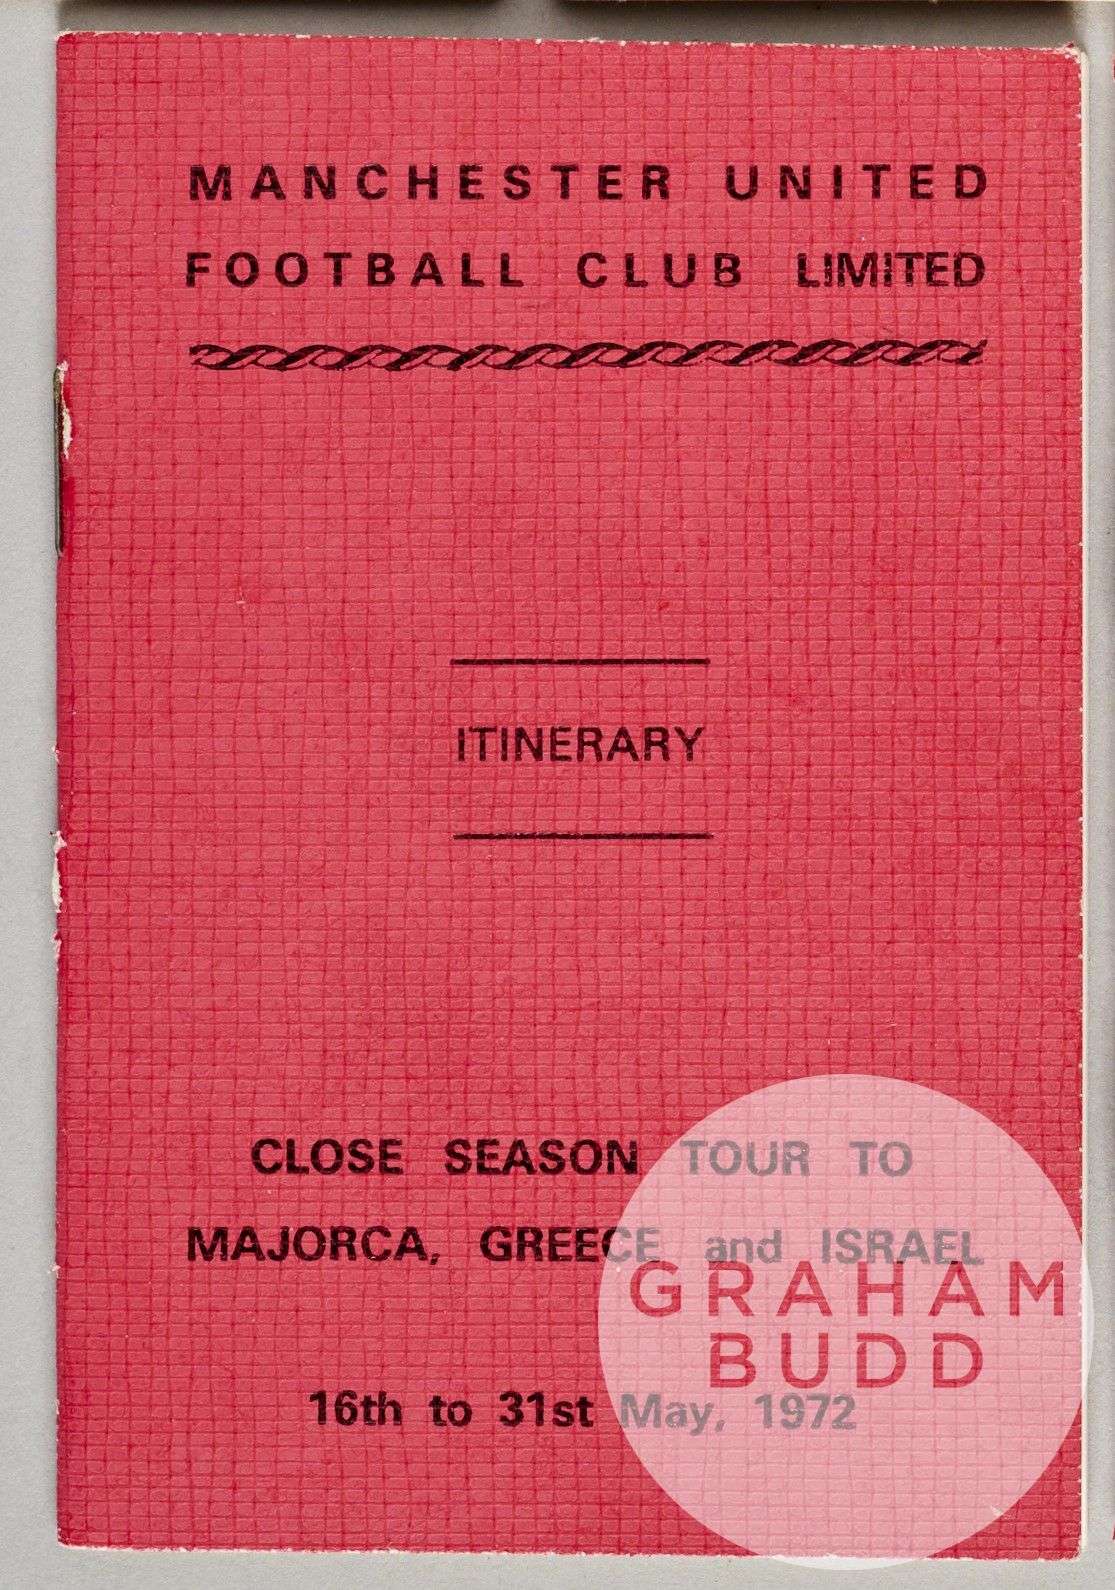 MANCHESTER UNITED
FOOTBALL CLUB LIMITED
ITINERARY
CLOSE SEASON TOUR TO
MAJORCA, GREECE and ISRAEL
GRAHAM
BUDD
16th to 31st May, 1972